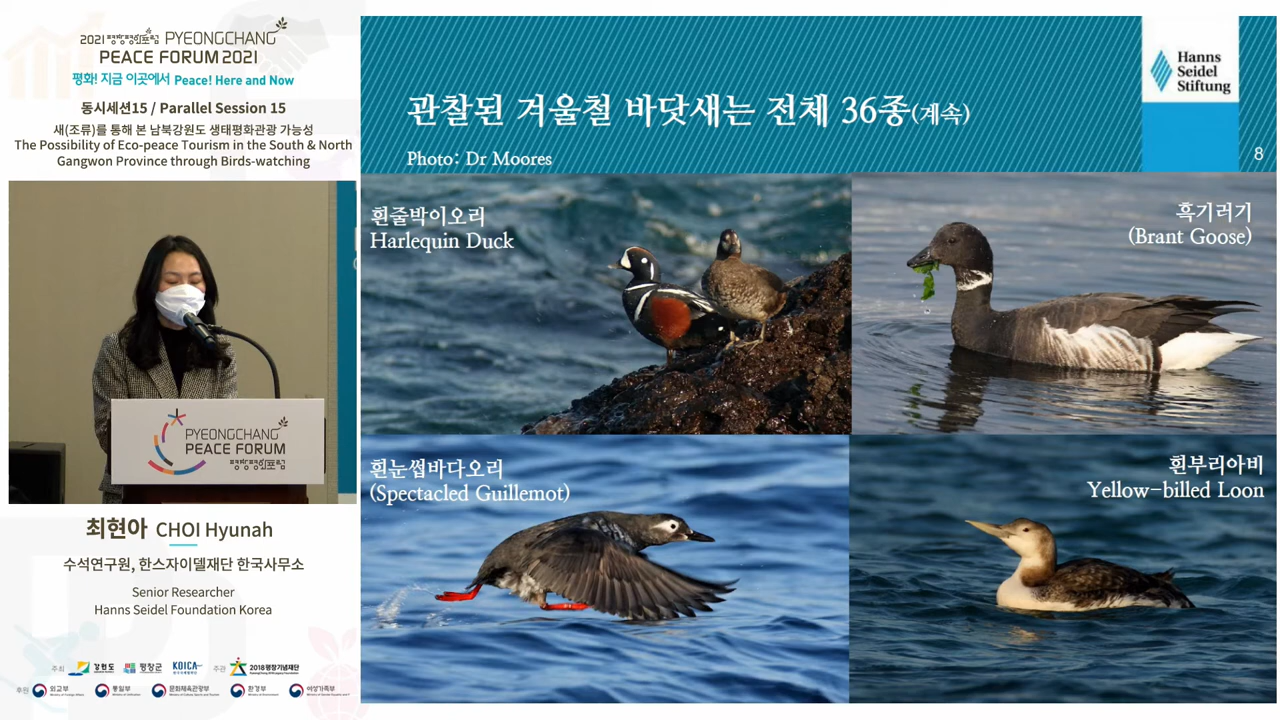 2021 평창평화포럼 PYEONGCHANG
PEACE FORUM 2021
평화! 지금 이곳에서 Peace! Here and Now
동시세션15 / Parallel Session 15
새(조류)를 통해 본 남북강원도 생태평화관광 가능성
The Possibility of Eco-peace Tourism in the South & North
Gangwon Province through Birds-watching
PYEONGCHANG
PEACE FORUM
평창평화포럼
최현아 CHOI Hyunah
수석연구원, 한스자이델재단 한국사무소
Senior Researcher
Hanns Seidel Foundation Korea
주최 강원도 평창군 KOICA 주관 2018평창기념재단
후원 외교부 통일부 문화체육관광부 환경부 여성가족부
관찰된 겨울철 바닷새는 전체 36종(계속)
Photo: Dr Moores
Hanns
Seidel
Stiftung
8
흰줄박이오리
Harlequin Duck
흑기러기
(Brant Goose)
흰눈썹바다오리
(Spectacled Guillemot)
흰부리아비
Yellow-billed Loon